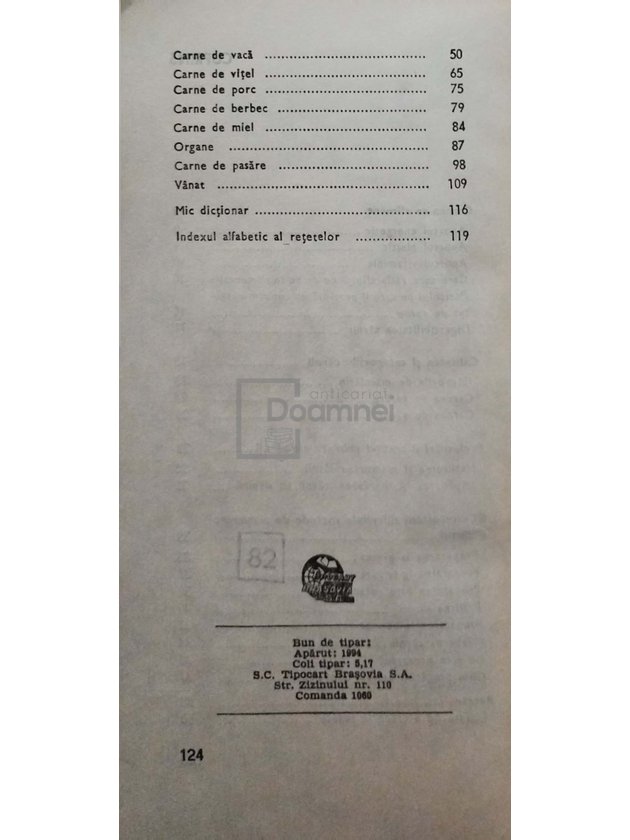 Carne de vacă ........................................ 50
Carne de vițel ........................................ 65
Carne de porc ........................................ 75
Carne de berbec ..................................... 79
Carne de miel ........................................ 84
Organe ................................................ 87
Carne de pasăre ..................................... 98
Vânat .................................................. 109
Mic dicționar ......................................... 116
Indexul alfabetic al rețetelor .................. 119
anticariat
Doamnei
82
Bun de tipar:
Apărut: 1994
Coli tipar: 5,17
S.C. Tipocart Brașovia S.A.
Str. Zizinului nr. 110
Comanda 1060
124